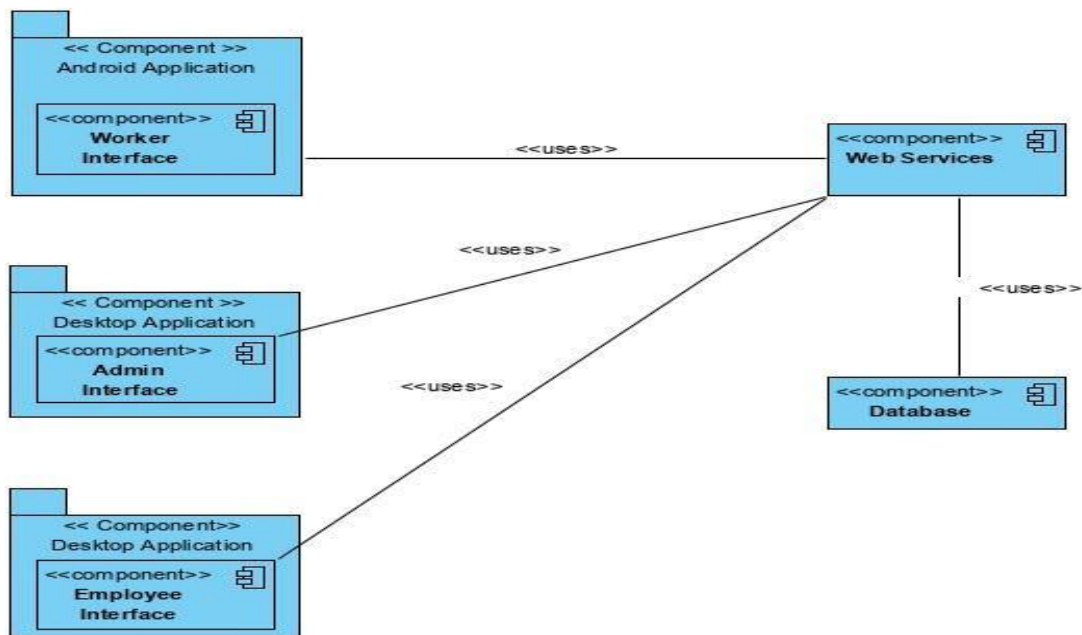 << Component >>
Android Application
<<component>>
Worker
Interface
<<uses>>
<<component>>
Web Services
<<uses>>
<< Component >>
Desktop Application
<<component>>
Admin
Interface
<<uses>>
<<uses>>
<<component>>
Database
<< Component>>
Desktop Application
<<component>>
Employee
Interface